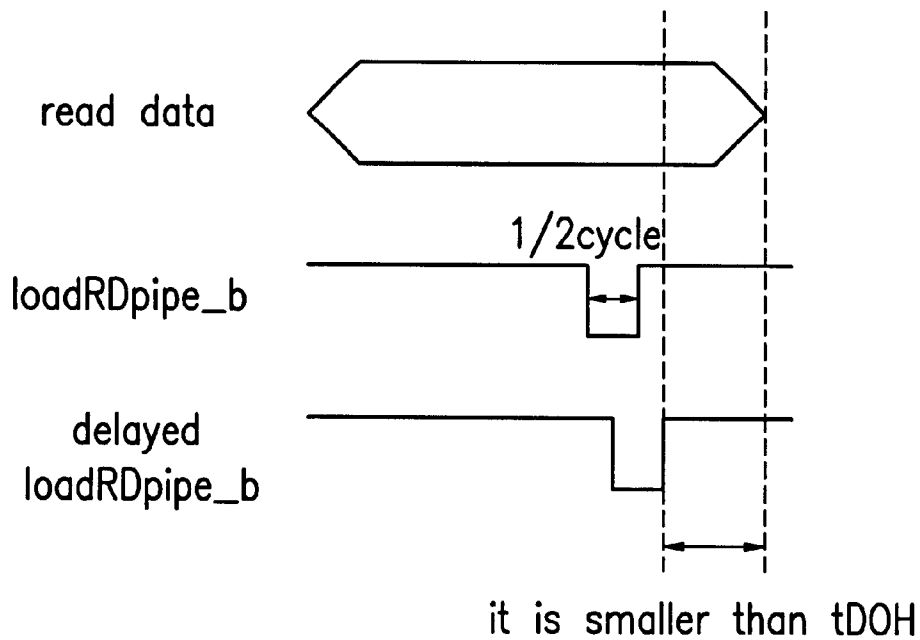 read data
1/2cycle
loadRDpipe_b
delayed
loadRDpipe_b
it is smaller than tDOH